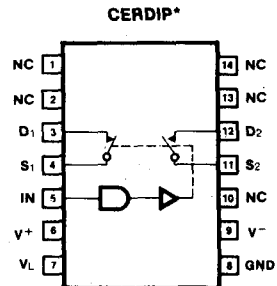 CERDIP*
NC 1 14 NC
NC 2 13 NC
D1 3 12 D2
S1 4 11 S2
IN 5 10 NC
V+ 6 9 V−
VL 7 8 GND